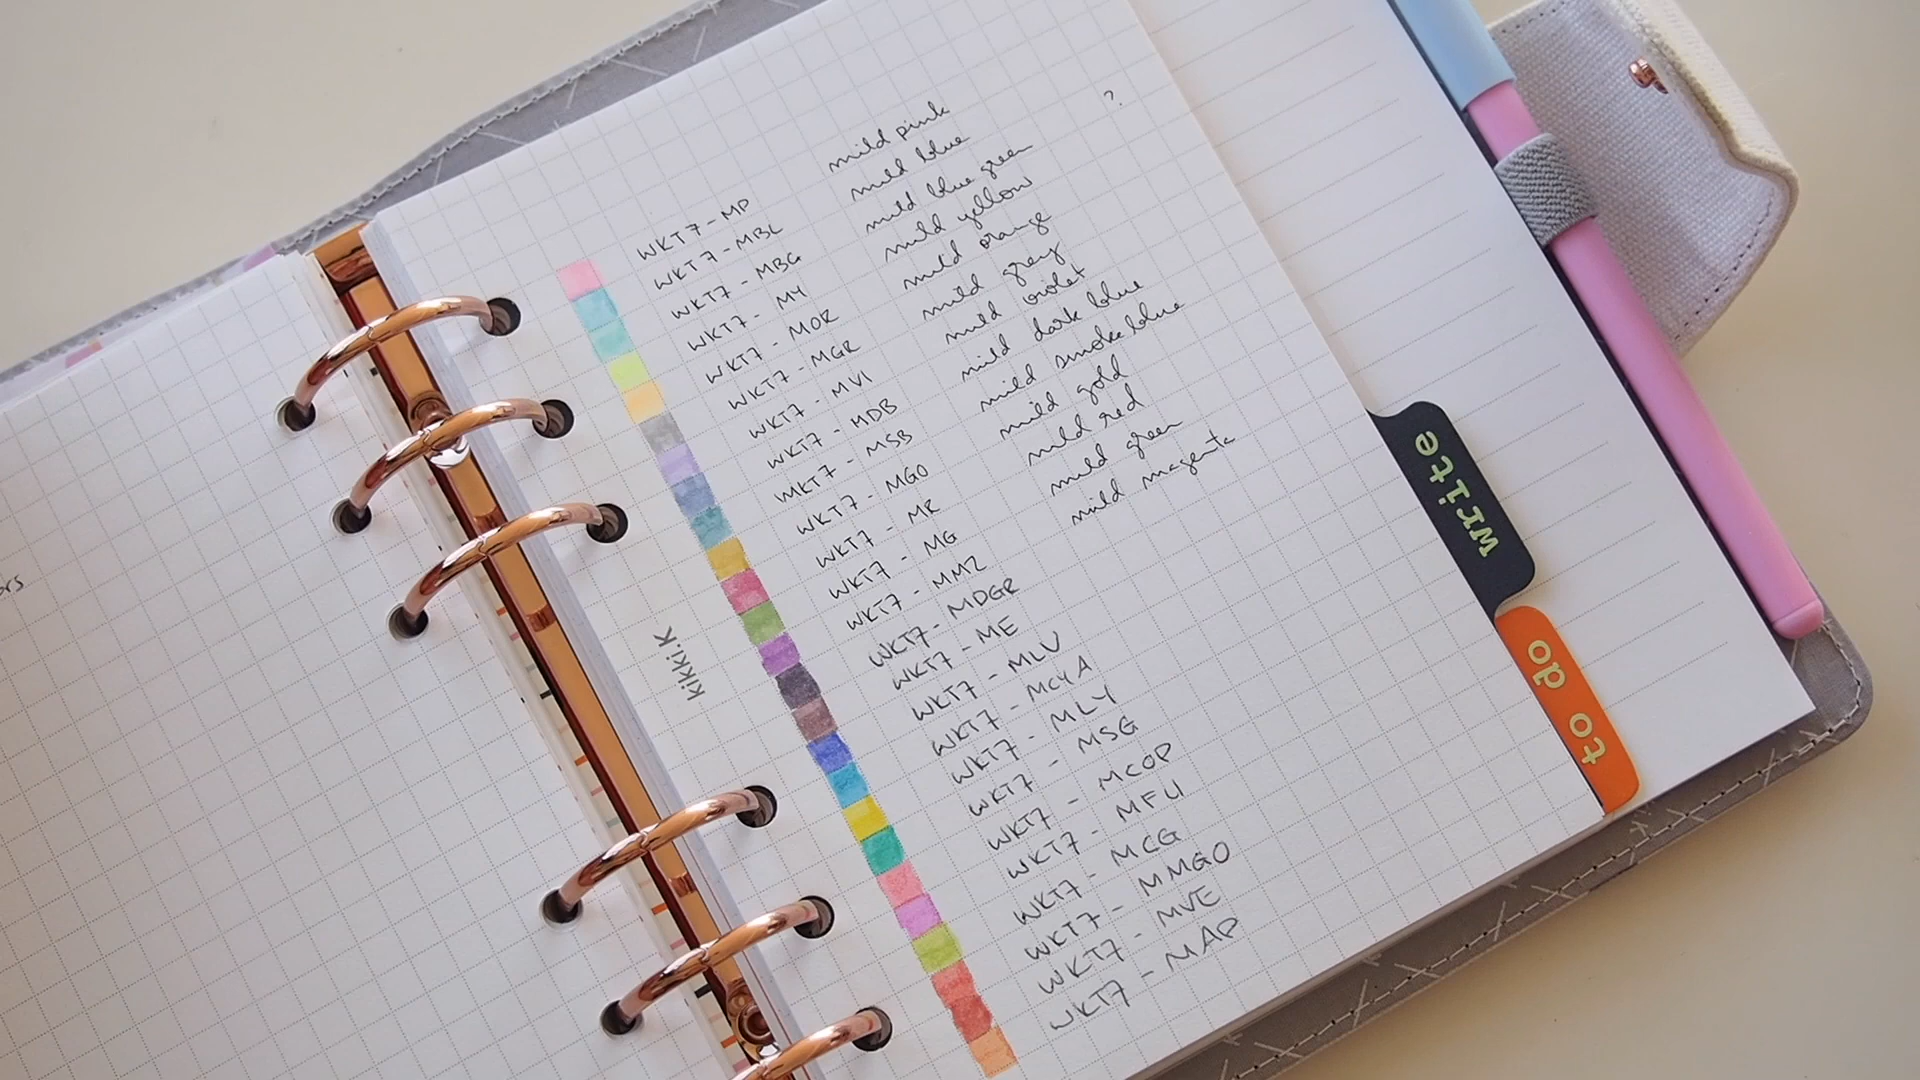 WKT7 - MP mild pink
WKT7 - MBL mild blue
WKT7 - MBG mild blue green ?
WKT7 - MY mild yellow
WKT7 - MOR mild orange
WKT7 - MGR mild grey
WKT7 - MVI mild violet
WKT7 - MDB mild dark blue
WKT7 - MSB mild smoke blue
WKT7 - MGO mild gold
WKT7 - MR mild red
WKT7 - MG mild green
WKT7 - MMZ mild magenta
WKT7 - MDGR
WKT7 - ME
WKT7 - MLV
WKT7 - MCYA
WKT7 - MLY
WKT7 - MSG
WKT7 - MCOP
WKT7 - MFU
WKT7 - MCG
WKT7 - MMGO
WKT7 - MVE
WKT7 - MAP
kikki.K
write
to do